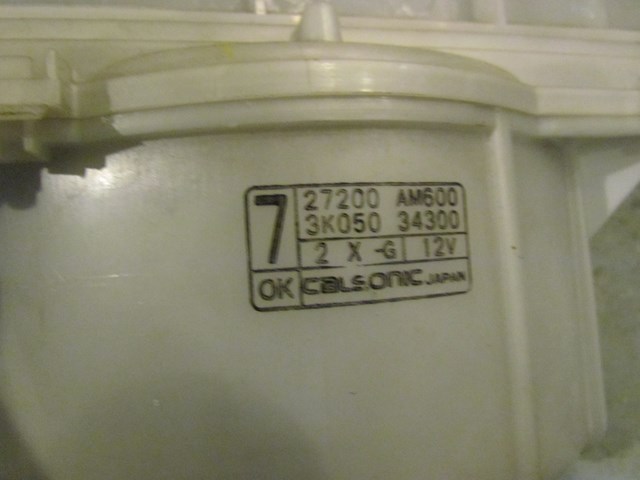 7
27200 AM600
3K050 34300
2 X -G 12V
OK CALSONIC JAPAN